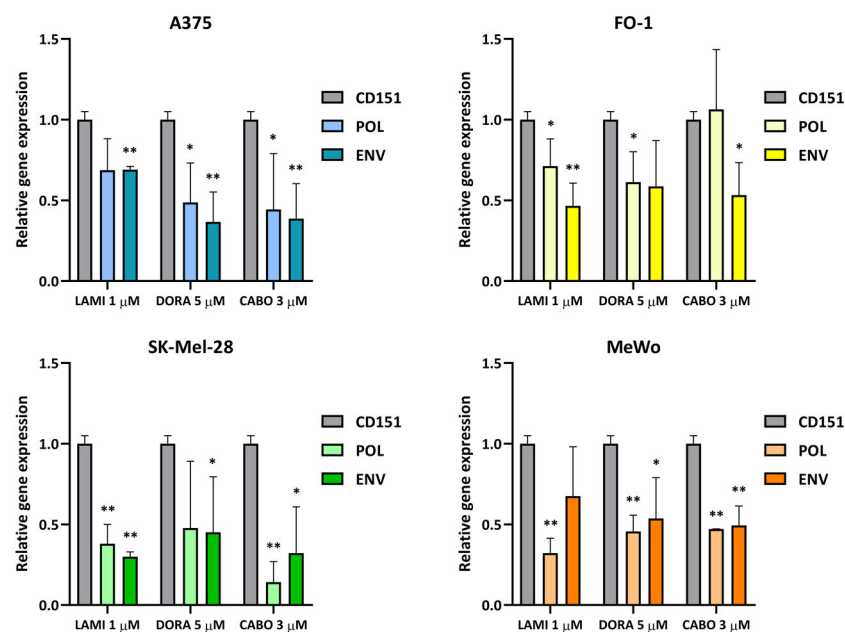 A375
Relative gene expression
1.5
1.0
0.5
0.0
** * ** * **
LAMI 1 μM DORA 5 μM CABO 3 μM
CD151
POL
ENV
FO-1
Relative gene expression
1.5
1.0
0.5
0.0
* ** * *
LAMI 1 μM DORA 5 μM CABO 3 μM
CD151
POL
ENV
SK-Mel-28
Relative gene expression
1.5
1.0
0.5
0.0
** ** * ** *
LAMI 1 μM DORA 5 μM CABO 3 μM
CD151
POL
ENV
MeWo
Relative gene expression
1.5
1.0
0.5
0.0
** ** * ** **
LAMI 1 μM DORA 5 μM CABO 3 μM
CD151
POL
ENV